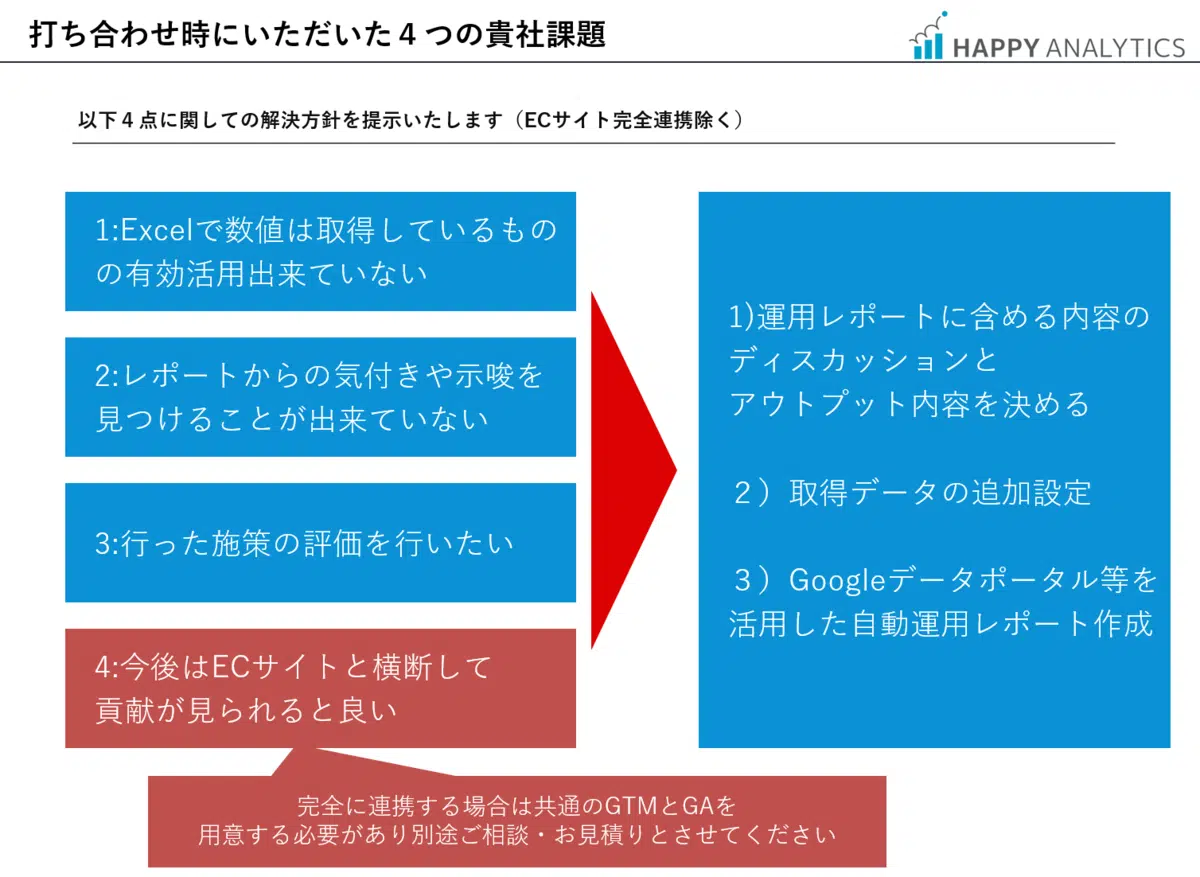 打ち合わせ時にいただいた４つの貴社課題
HAPPY ANALYTICS
以下４点に関しての解決方針を提示いたします（ECサイト完全連携除く）
1:Excelで数値は取得しているもの
の有効活用出来ていない
2:レポートからの気付きや示唆を
見つけることが出来ていない
3:行った施策の評価を行いたい
4:今後はECサイトと横断して
貢献が見られると良い
完全に連携する場合は共通のGTMとGAを
用意する必要があり別途ご相談・お見積りとさせてください
1)運用レポートに含める内容の
ディスカッションと
アウトプット内容を決める
２）取得データの追加設定
３）Googleデータポータル等を
活用した自動運用レポート作成